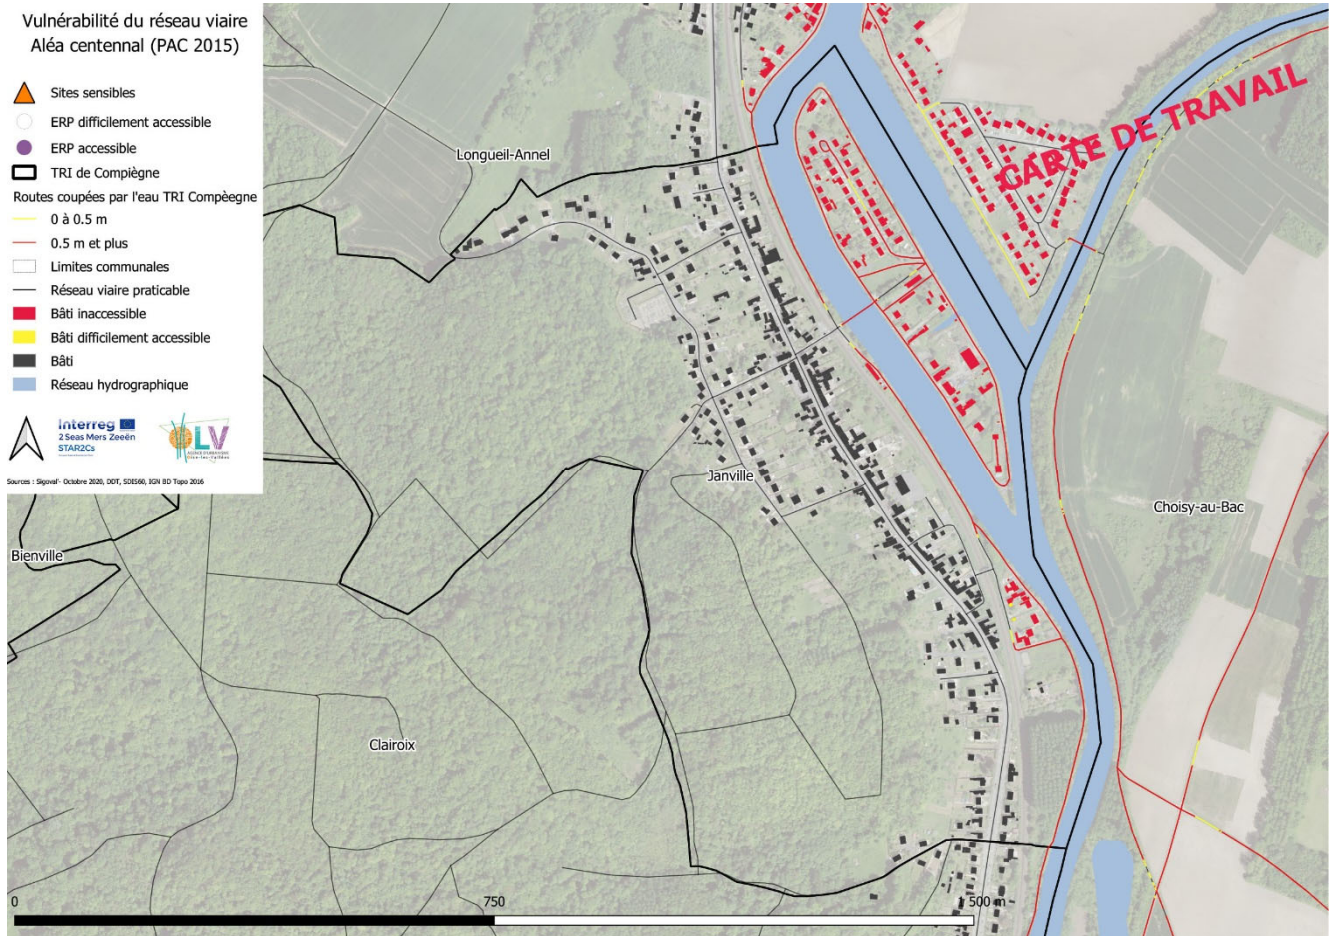 Vulnérabilité du réseau viaire
Aléa centennal (PAC 2015)
Sites sensibles
ERP difficilement accessible
ERP accessible
TRI de Compiègne
Routes coupées par l'eau TRI Compèegne
0 à 0.5 m
0.5 m et plus
Limites communales
Réseau viaire praticable
Bâti inaccessible
Bâti difficilement accessible
Bâti
Réseau hydrographique
Interreg
2 Seas Mers Zeeën
STAR2Cs
OLV
Sources : Sigoval'- Octobre 2020, DDT, SDIS60, IGN BD Topo 2016
CARTE DE TRAVAIL
Longueil-Annel
Janville
Choisy-au-Bac
Bienville
Clairoix
0
750
1 500 m